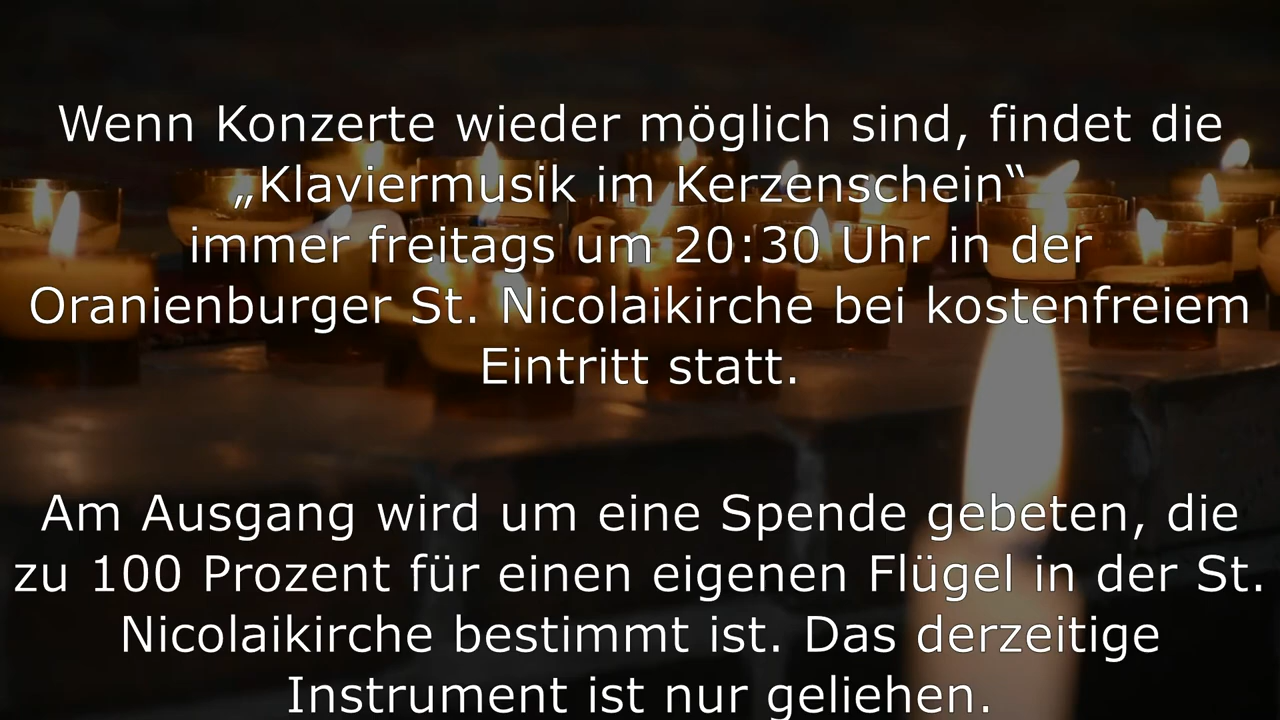 Wenn Konzerte wieder möglich sind, findet die
„Klaviermusik im Kerzenschein“
immer freitags um 20:30 Uhr in der
Oranienburger St. Nicolaikirche bei kostenfreiem
Eintritt statt.
Am Ausgang wird um eine Spende gebeten, die
zu 100 Prozent für einen eigenen Flügel in der St.
Nicolaikirche bestimmt ist. Das derzeitige
Instrument ist nur geliehen.